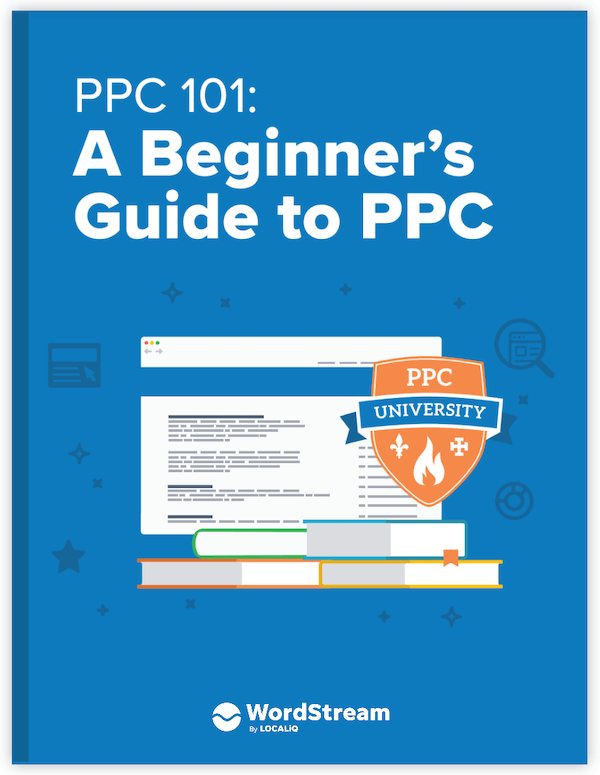 PPC 101:
A Beginner's
Guide to PPC
PPC
UNIVERSITY
WordStream
By LOCALiQ